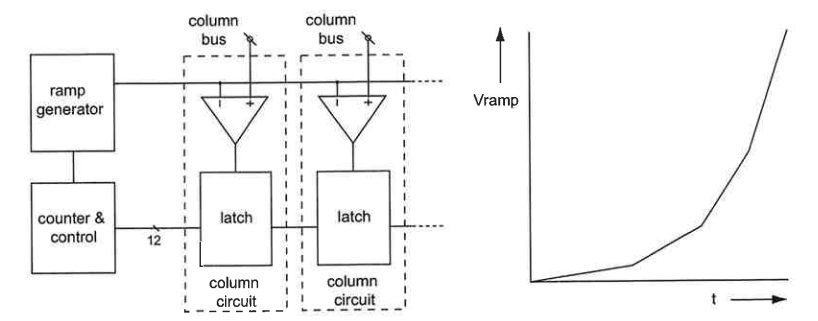 column
bus
column
bus
ramp
generator
counter &
control
12
latch
latch
column
circuit
column
circuit
Vramp
t